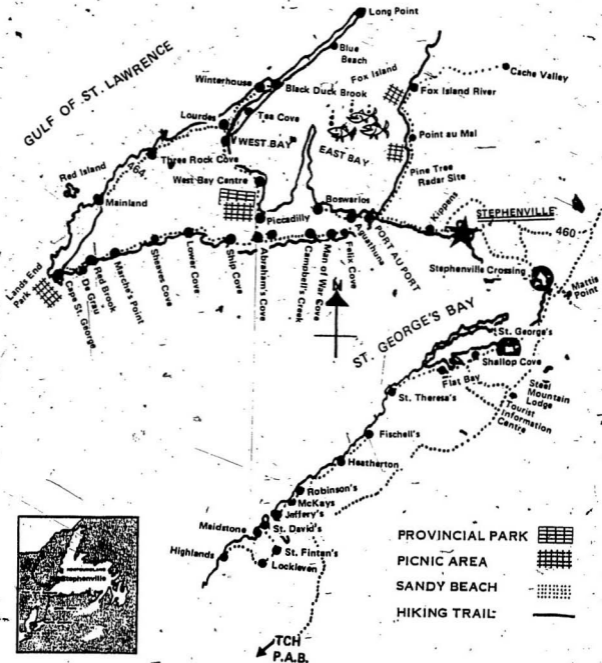 Long Point
Blue
Beach
GULF OF ST. LAWRENCE
Winterhouse
Black Duck Brook
Fox Island
Cache Valley
Fox Island River
Lourdes
Tea Cove
WEST BAY
EAST BAY
Point au Mal
Three Rock Cove
464
Red Island
West Bay Centre
Pine Tree
Radar Site
Mainland
Boswarlos
Kippens
STEPHENVILLE
Piccadilly
Aguathuna
PORT AU PORT
460
Lands End
Park
Cape St. George
De Grau
Red Brook
Marche's Point
Sheaves Cove
Lower Cove
Ship Cove
Abraham's Cove
Campbell's Creek
Man of War Cove
Felix Cove
Stephenville Crossing
Mattis
Point
N
ST. GEORGE'S BAY
St. George's
Shallop Cove
Flat Bay
St. Theresa's
Steel
Mountain
Lodge
Tourist
Information
Centre
Fischell's
Heatherton
Robinson's
McKays
Jeffery's
Maidstone
St. David's
St. Fintan's
Highlands
Lockleven
Stephenville
PROVINCIAL PARK
PICNIC AREA
SANDY BEACH
HIKING TRAIL
TCH
P.A.B.